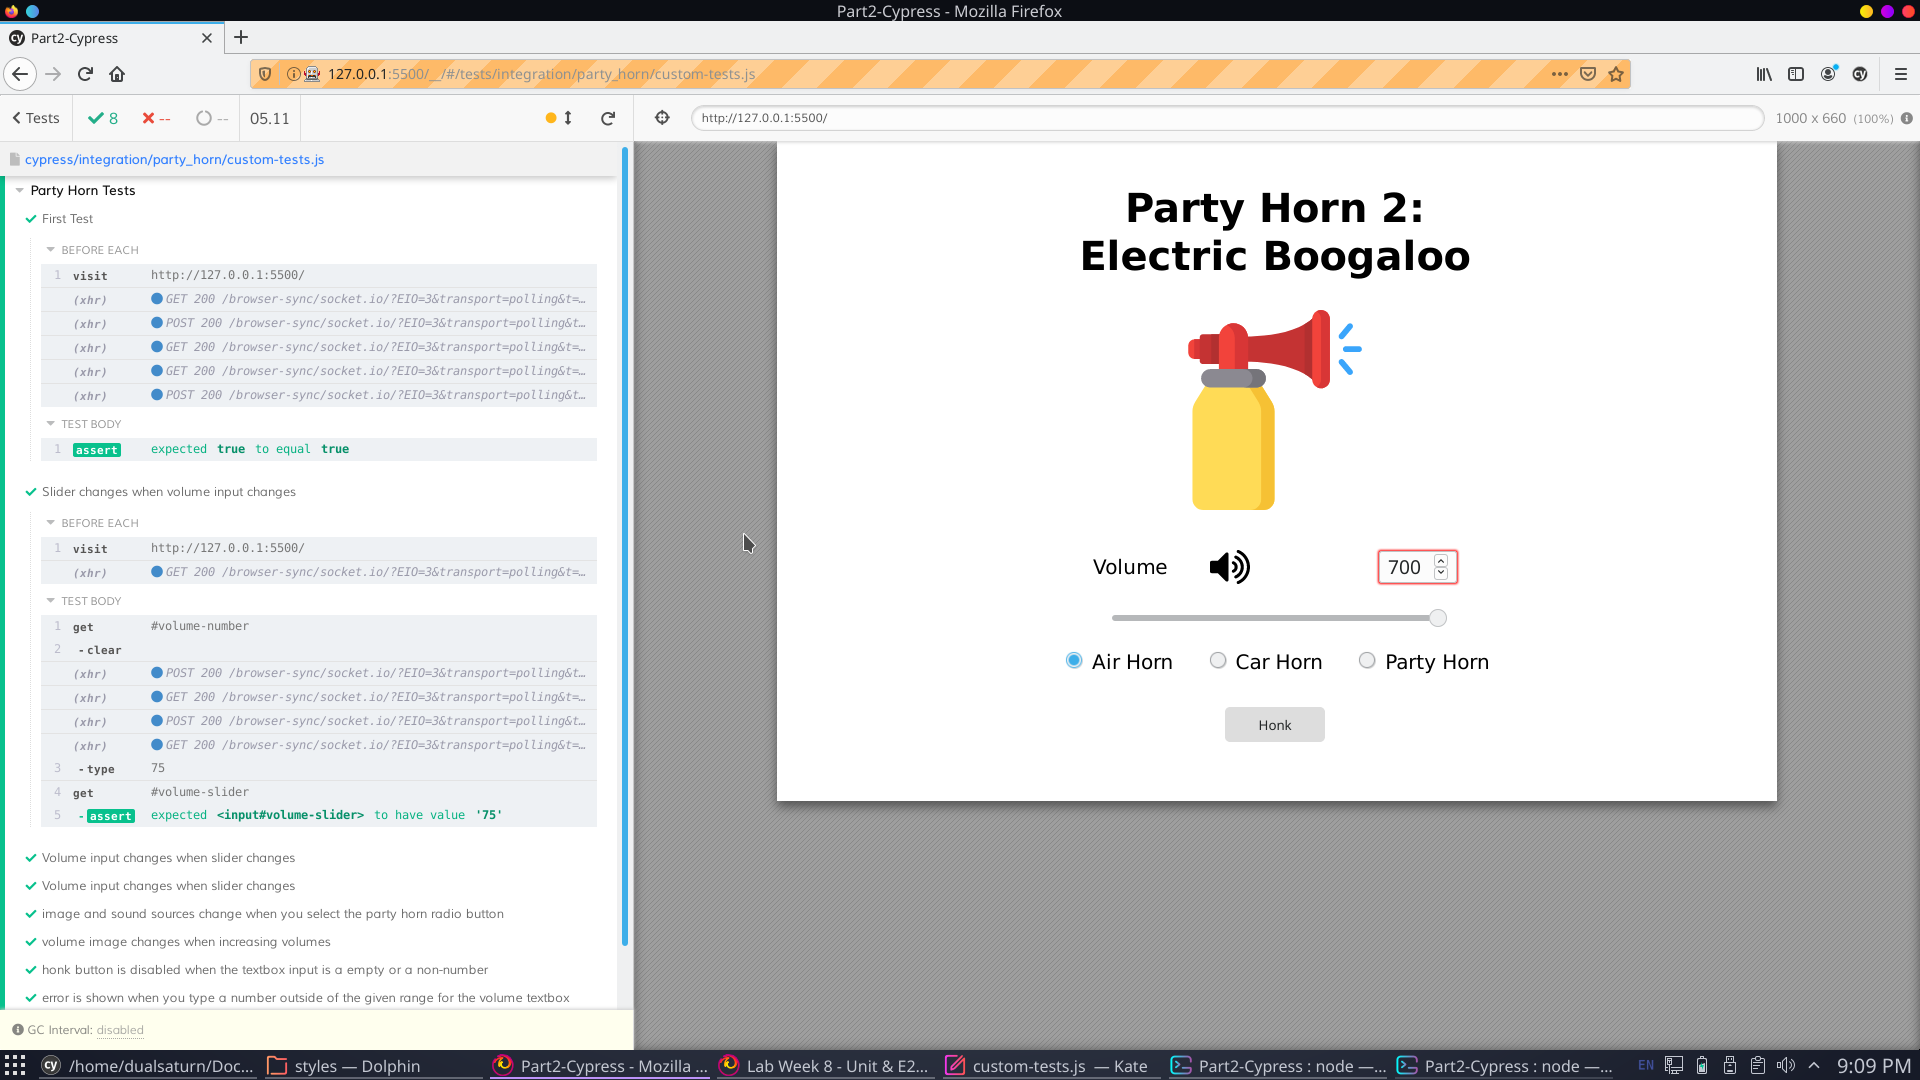 Part2-Cypress - Mozilla Firefox
cy Part2-Cypress
127.0.0.1:5500/__/#/tests/integration/party_horn/custom-tests.js
cy
Tests 8 -- -- 05.11
http://127.0.0.1:5500/
1000 x 660 (100%)
cypress/integration/party_horn/custom-tests.js
Party Horn Tests
First Test
BEFORE EACH
1 visit http://127.0.0.1:5500/
(xhr) GET 200 /browser-sync/socket.io/?EIO=3&transport=polling&t=…
(xhr) POST 200 /browser-sync/socket.io/?EIO=3&transport=polling&t…
(xhr) GET 200 /browser-sync/socket.io/?EIO=3&transport=polling&t=…
(xhr) GET 200 /browser-sync/socket.io/?EIO=3&transport=polling&t=…
(xhr) POST 200 /browser-sync/socket.io/?EIO=3&transport=polling&t…
TEST BODY
1 assert expected true to equal true
Slider changes when volume input changes
BEFORE EACH
1 visit http://127.0.0.1:5500/
(xhr) GET 200 /browser-sync/socket.io/?EIO=3&transport=polling&t=…
TEST BODY
1 get #volume-number
2 -clear
(xhr) POST 200 /browser-sync/socket.io/?EIO=3&transport=polling&t…
(xhr) GET 200 /browser-sync/socket.io/?EIO=3&transport=polling&t=…
(xhr) POST 200 /browser-sync/socket.io/?EIO=3&transport=polling&t…
(xhr) GET 200 /browser-sync/socket.io/?EIO=3&transport=polling&t=…
3 -type 75
4 get #volume-slider
5 -assert expected <input#volume-slider> to have value '75'
Volume input changes when slider changes
Volume input changes when slider changes
image and sound sources change when you select the party horn radio button
volume image changes when increasing volumes
honk button is disabled when the textbox input is a empty or a non-number
error is shown when you type a number outside of the given range for the volume textbox
GC Interval: disabled
Party Horn 2:
Electric Boogaloo
Volume 700
Air Horn Car Horn Party Horn
Honk
cy /home/dualsaturn/Doc... styles — Dolphin Part2-Cypress - Mozilla ... Lab Week 8 - Unit & E2... custom-tests.js — Kate Part2-Cypress : node —... Part2-Cypress : node —... EN 9:09 PM